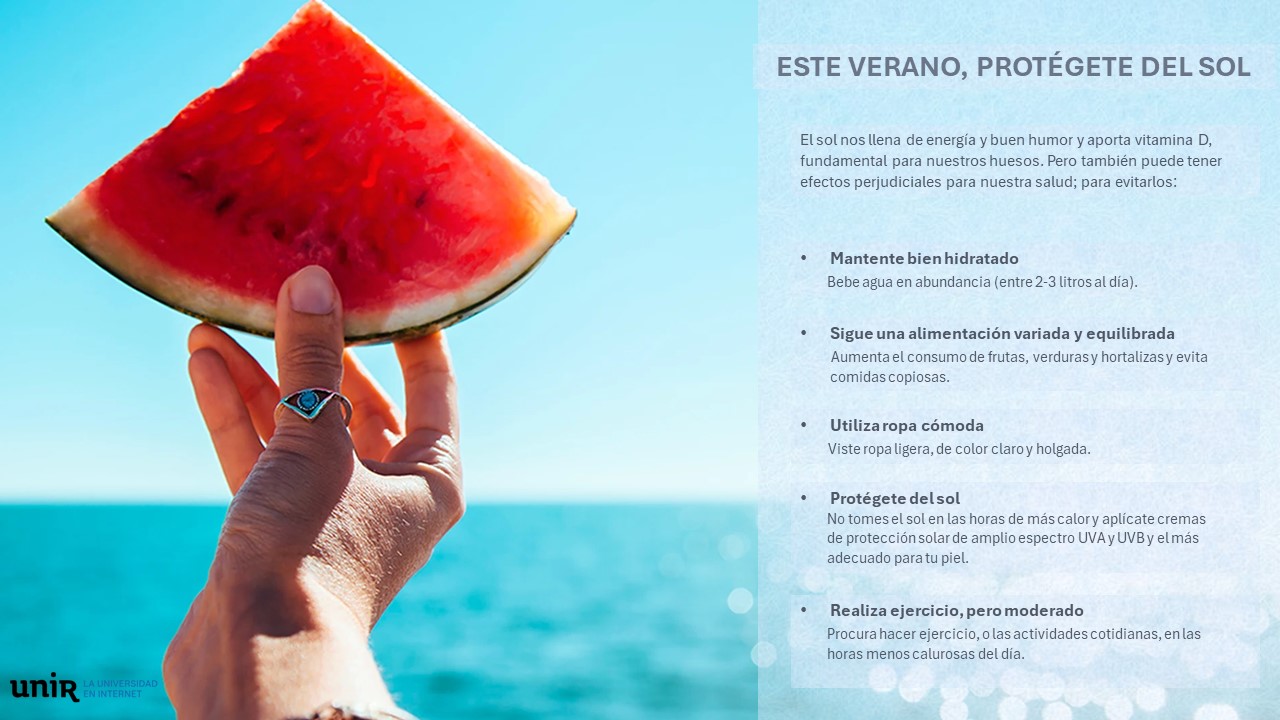 ESTE VERANO, PROTÉGETE DEL SOL
El sol nos llena de energía y buen humor y aporta vitamina D,
fundamental para nuestros huesos. Pero también puede tener
efectos perjudiciales para nuestra salud; para evitarlos:
• Mantente bien hidratado
Bebe agua en abundancia (entre 2-3 litros al día).
• Sigue una alimentación variada y equilibrada
Aumenta el consumo de frutas, verduras y hortalizas y evita
comidas copiosas.
• Utiliza ropa cómoda
Viste ropa ligera, de color claro y holgada.
• Protégete del sol
No tomes el sol en las horas de más calor y aplícate cremas
de protección solar de amplio espectro UVA y UVB y el más
adecuado para tu piel.
• Realiza ejercicio, pero moderado
Procura hacer ejercicio, o las actividades cotidianas, en las
horas menos calurosas del día.
unir LA UNIVERSIDAD
EN INTERNET